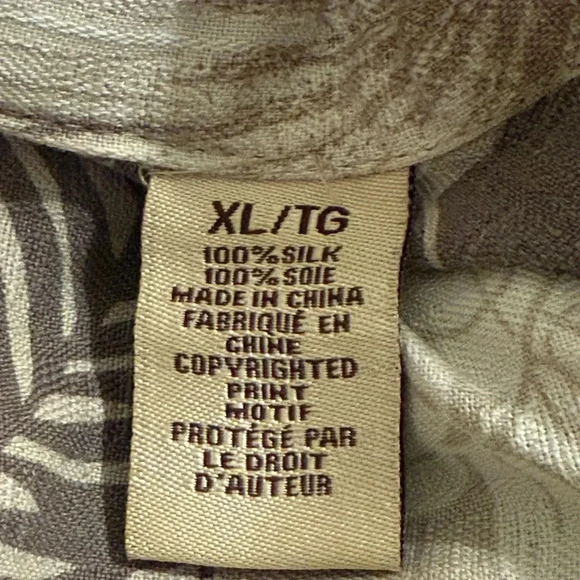 XL/TG
100% SILK
100% SOIE
MADE IN CHINA
FABRIQUÉ EN
CHINE
COPYRIGHTED
PRINT
MOTIF
PROTÉGÉ PAR
LE DROIT
D'AUTEUR